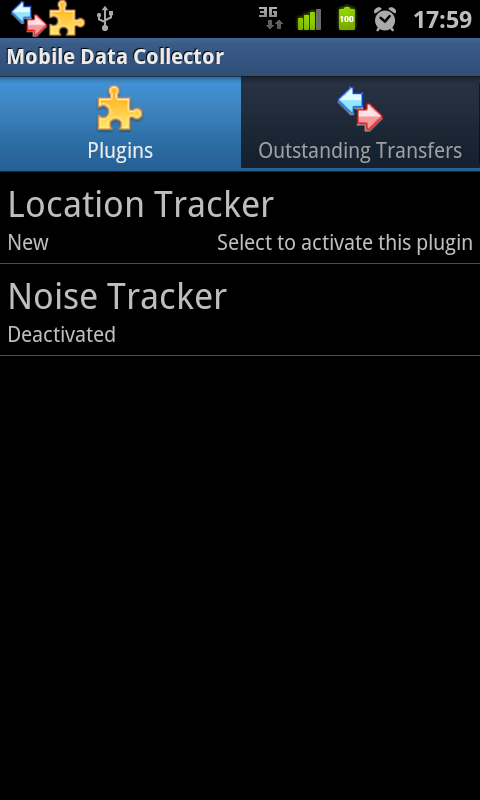 3G 100 17:59
Mobile Data Collector
Plugins Outstanding Transfers
Location Tracker
New Select to activate this plugin
Noise Tracker
Deactivated